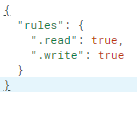 {
  "rules": {
    ".read": true,
    ".write": true
  }
}